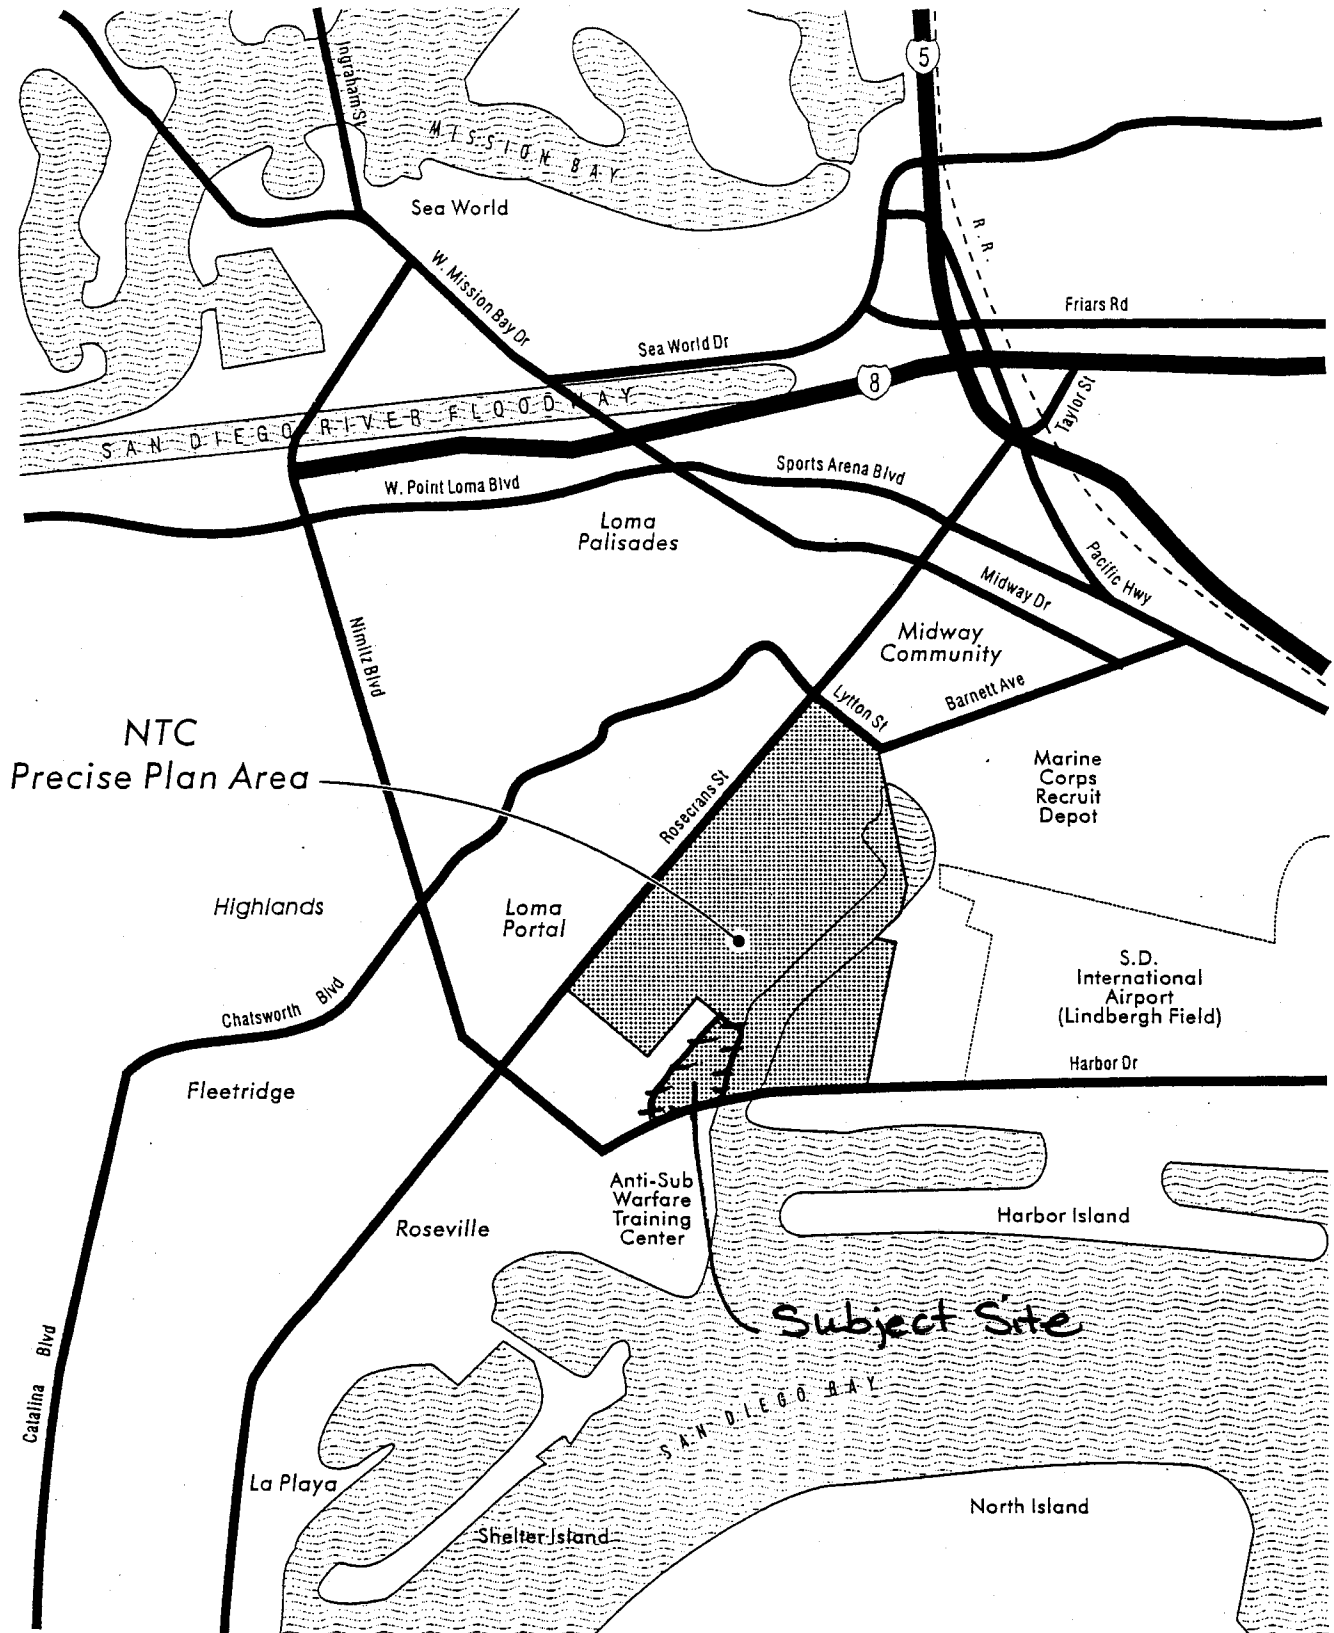 5
Ingraham St
MISSION BAY
Sea World
R. R.
W. Mission Bay Dr
Friars Rd
Sea World Dr
8
Taylor St
SAN DIEGO RIVER FLOODWAY
Sports Arena Blvd
W. Point Loma Blvd
Loma
Palisades
Pacific Hwy
Midway Dr
Nimitz Blvd
Midway
Community
Lytton St
Barnett Ave
NTC
Precise Plan Area
Marine
Corps
Recruit
Depot
Rosecrans St
Highlands
Loma
Portal
S.D.
International
Airport
(Lindbergh Field)
Chatsworth Blvd
Harbor Dr
Fleetridge
Anti-Sub
Warfare
Training
Center
Roseville
Harbor Island
Subject Site
Catalina Blvd
SAN DIEGO BAY
La Playa
North Island
Shelter Island